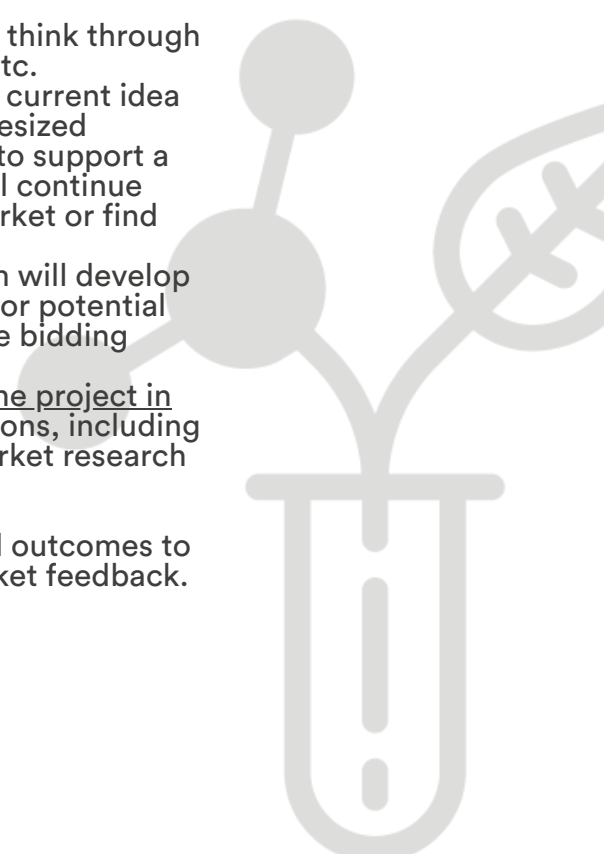 think through
tc.
current idea
esized
to support a
l continue
rket or find
n will develop
or potential
e bidding
ne project in
ons, including
rket research
l outcomes to
ket feedback.